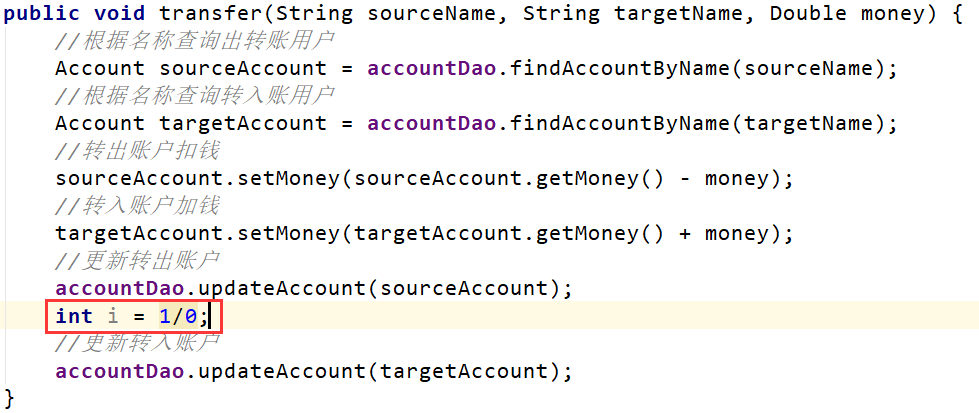 public void transfer(String sourceName, String targetName, Double money) {
//根据名称查询出转账用户
Account sourceAccount = accountDao.findAccountByName(sourceName);
//根据名称查询转入账用户
Account targetAccount = accountDao.findAccountByName(targetName);
//转出账户扣钱
sourceAccount.setMoney(sourceAccount.getMoney() - money);
//转入账户加钱
targetAccount.setMoney(targetAccount.getMoney() + money);
//更新转出账户
accountDao.updateAccount(sourceAccount);
int i = 1/0;
//更新转入账户
accountDao.updateAccount(targetAccount);
}